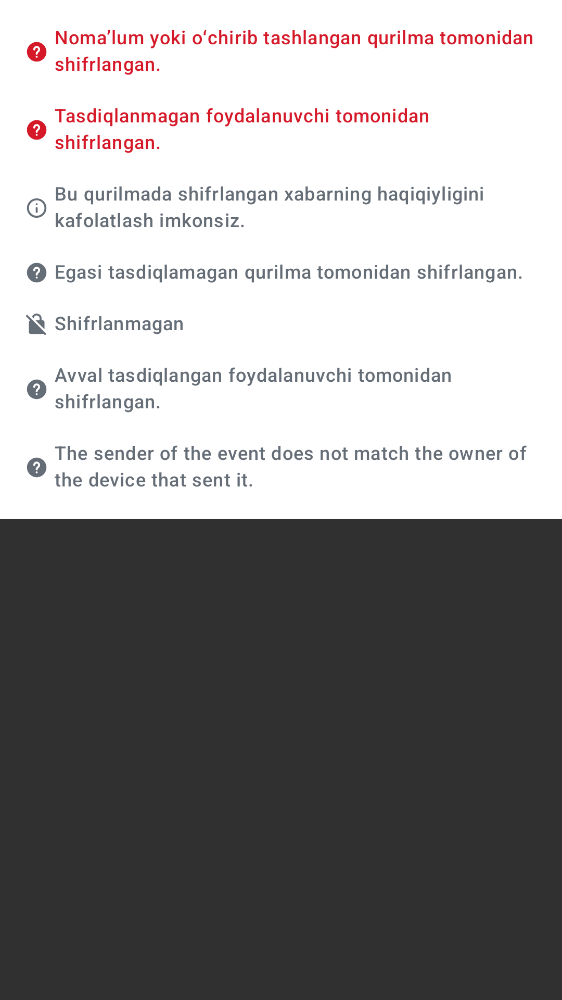 Noma’lum yoki o‘chirib tashlangan qurilma tomonidan
shifrlangan.
Tasdiqlanmagan foydalanuvchi tomonidan
shifrlangan.
Bu qurilmada shifrlangan xabarning haqiqiyligini
kafolatlash imkonsiz.
Egasi tasdiqlamagan qurilma tomonidan shifrlangan.
Shifrlanmagan
Avval tasdiqlangan foydalanuvchi tomonidan
shifrlangan.
The sender of the event does not match the owner of
the device that sent it.